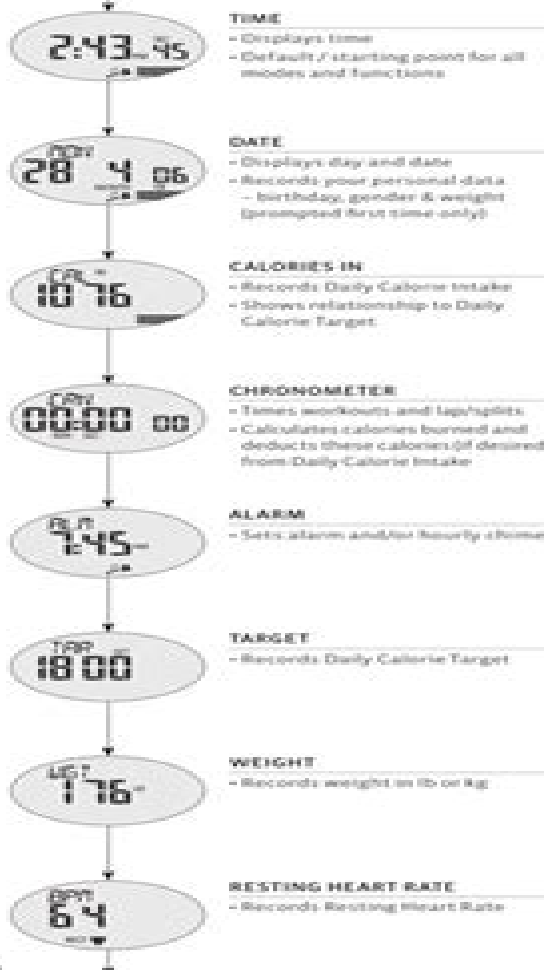 2:43 45
TIME
– Displays time
– Default / starting point for all
modes and functions
MON
28 4 06
DATE
– Displays day and date
– Records your personal data
– birthday, gender & weight
(prompted first time only)
CAL
1076
CALORIES IN
– Records Daily Calorie Intake
– Shows relationship to Daily
Calorie Target
00:00 00
CHRONOMETER
– Times workouts and lap/splits
– Calculates calories burned and
deducts these calories (if desired
from Daily Calorie Intake
ALM
7:45
ALARM
– Sets alarm and/or hourly chime
TAR
1800
TARGET
– Records Daily Calorie Target
WGT
176
WEIGHT
– Records weight in lb or kg
64
RESTING HEART RATE
– Records Resting Heart Rate